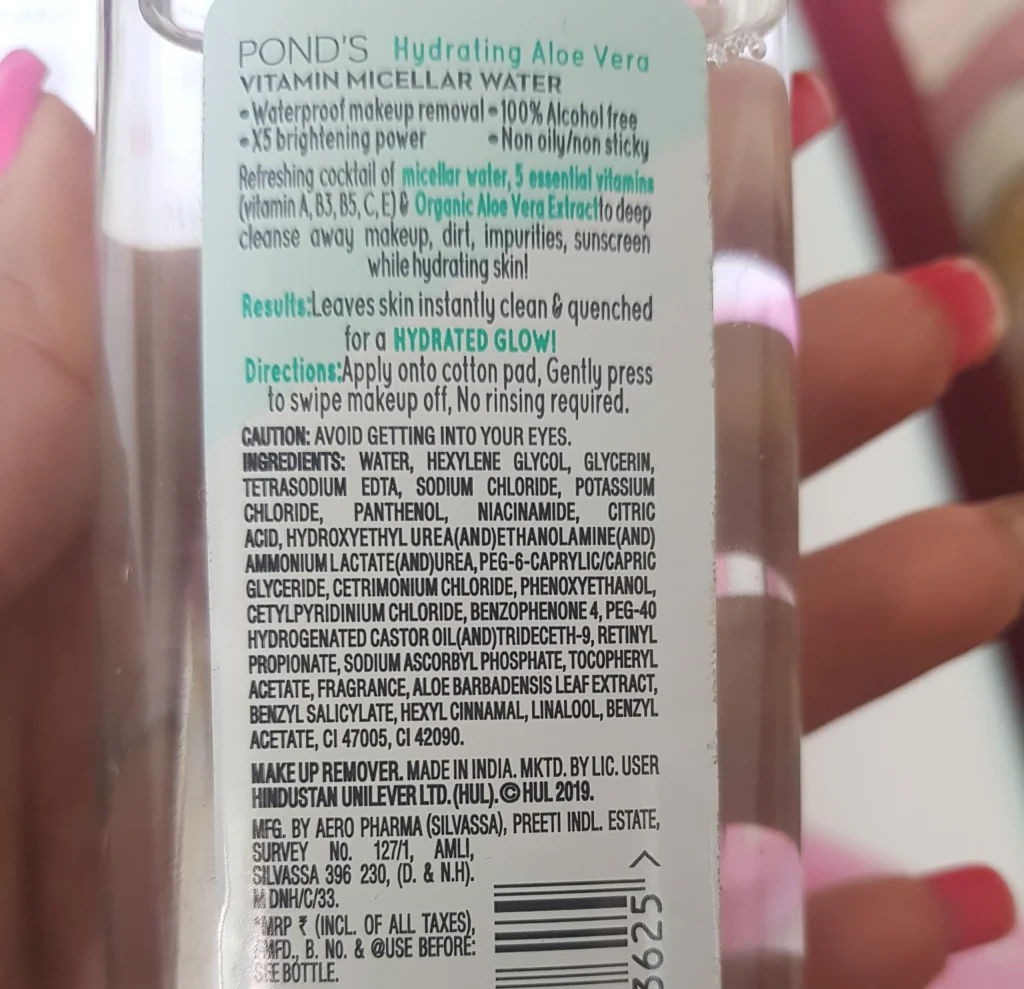 POND'S Hydrating Aloe Vera
VITAMIN MICELLAR WATER
• Waterproof makeup removal • 100% Alcohol free
• X5 brightening power • Non oily/non sticky
Refreshing cocktail of micellar water, 5 essential vitamins
(vitamin A, B3, B5, C, E) & Organic Aloe Vera Extract to deep
cleanse away makeup, dirt, impurities, sunscreen
while hydrating skin!
Results: Leaves skin instantly clean & quenched
for a HYDRATED GLOW!
Directions: Apply onto cotton pad, Gently press
to swipe makeup off, No rinsing required.
CAUTION: AVOID GETTING INTO YOUR EYES.
INGREDIENTS: WATER, HEXYLENE GLYCOL, GLYCERIN,
TETRASODIUM EDTA, SODIUM CHLORIDE, POTASSIUM
CHLORIDE, PANTHENOL, NIACINAMIDE, CITRIC
ACID, HYDROXYETHYL UREA(AND)ETHANOLAMINE(AND)
AMMONIUM LACTATE(AND)UREA, PEG-6-CAPRYLIC/CAPRIC
GLYCERIDE, CETRIMONIUM CHLORIDE, PHENOXYETHANOL,
CETYLPYRIDINIUM CHLORIDE, BENZOPHENONE 4, PEG-40
HYDROGENATED CASTOR OIL(AND)TRIDECETH-9, RETINYL
PROPIONATE, SODIUM ASCORBYL PHOSPHATE, TOCOPHERYL
ACETATE, FRAGRANCE, ALOE BARBADENSIS LEAF EXTRACT,
BENZYL SALICYLATE, HEXYL CINNAMAL, LINALOOL, BENZYL
ACETATE, CI 47005, CI 42090.
MAKE UP REMOVER. MADE IN INDIA. MKTD. BY LIC. USER
HINDUSTAN UNILEVER LTD. (HUL). © HUL 2019.
MFG. BY AERO PHARMA (SILVASSA), PREETI INDL. ESTATE,
SURVEY NO. 127/1, AMLI,
SILVASSA 396 230, (D. & N.H).
DNH/C/33.
*MRP ₹ (INCL. OF ALL TAXES),
MFD., B. No. & @USE BEFORE:
SEE BOTTLE.
3625 >